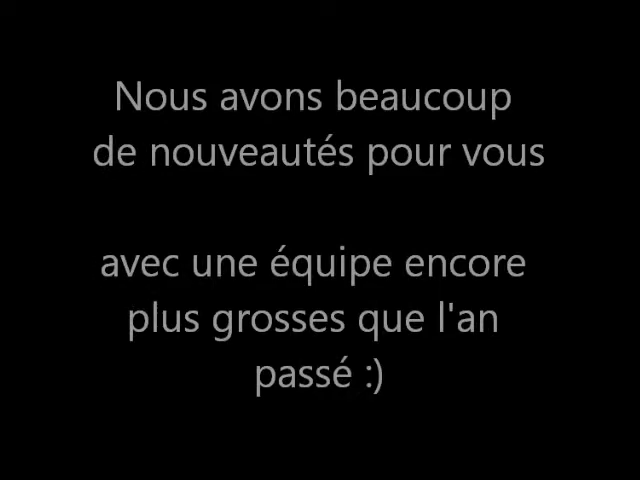 Nous avons beaucoup
de nouveautés pour vous
avec une équipe encore
plus grosses que l'an
passé :)